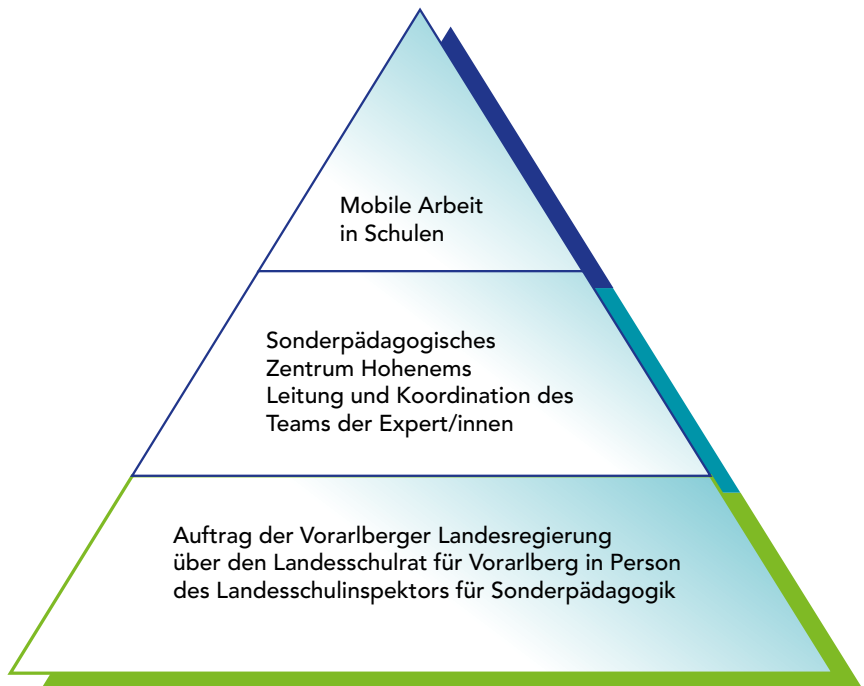 Mobile Arbeit
in Schulen
Sonderpädagogisches
Zentrum Hohenems
Leitung und Koordination des
Teams der Expert/innen
Auftrag der Vorarlberger Landesregierung
über den Landesschulrat für Vorarlberg in Person
des Landesschulinspektors für Sonderpädagogik